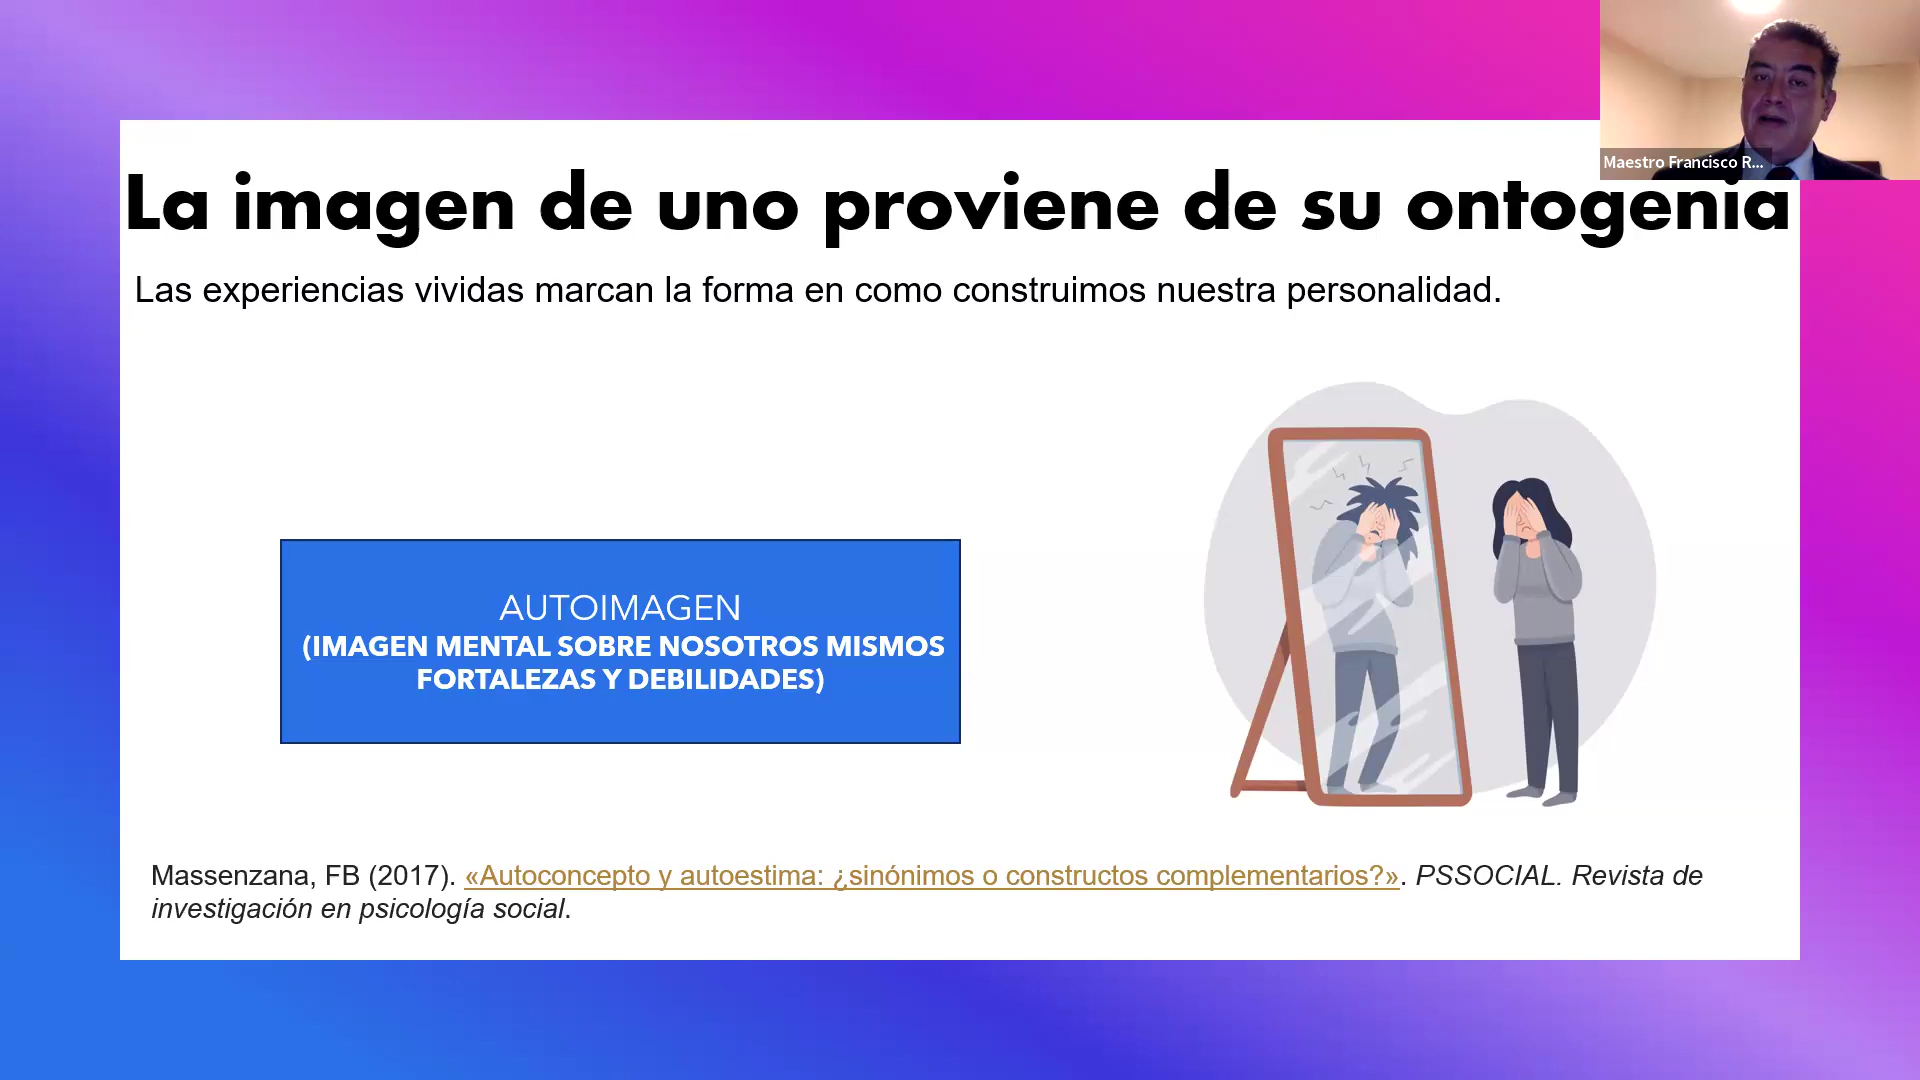 Maestro Francisco R...
La imagen de uno proviene de su ontogenia
Las experiencias vividas marcan la forma en como construimos nuestra personalidad.
AUTOIMAGEN
(IMAGEN MENTAL SOBRE NOSOTROS MISMOS
FORTALEZAS Y DEBILIDADES)
Massenzana, FB (2017). «Autoconcepto y autoestima: ¿sinónimos o constructos complementarios?». PSSOCIAL. Revista de
investigación en psicología social.